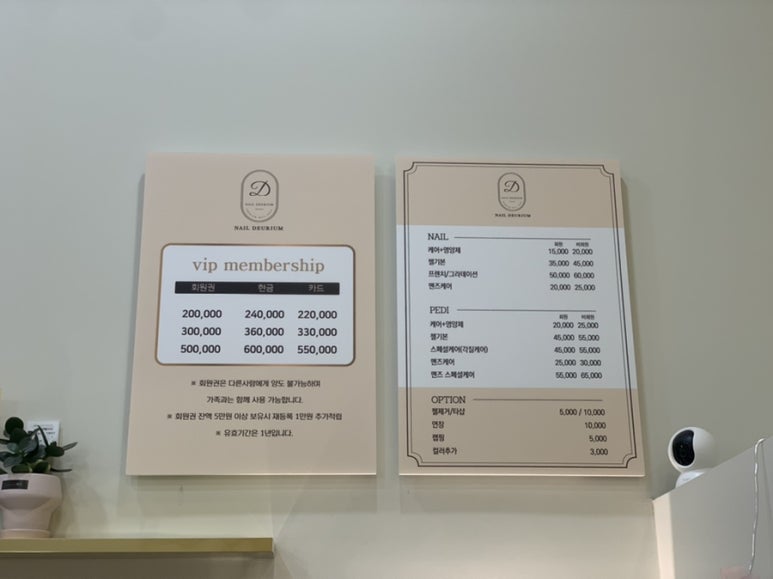 D
NAIL DEURIUM
NAIL DEURIUM
vip membership
회원권 현금 카드
200,000 240,000 220,000
300,000 360,000 330,000
500,000 600,000 550,000
※ 회원권은 다른사람에게 양도 불가능하며
가족과는 함께 사용 가능합니다.
※ 회원권 잔액 5만원 이상 보유시 재등록 1만원 추가적립
※ 유효기간은 1년입니다.
D
NAIL DEURIUM
NAIL DEURIUM
NAIL
회원 비회원
케어+영양제 15,000 20,000
젤기본 35,000 45,000
프렌치/그라데이션 50,000 60,000
맨즈케어 20,000 25,000
PEDI
회원 비회원
케어+영양제 20,000 25,000
젤기본 45,000 55,000
스페셜케어(각질케어) 45,000 55,000
맨즈케어 25,000 30,000
맨즈 스페셜케어 55,000 65,000
OPTION
젤제거/타샵 5,000 / 10,000
연장 10,000
랩핑 5,000
컬러추가 3,000